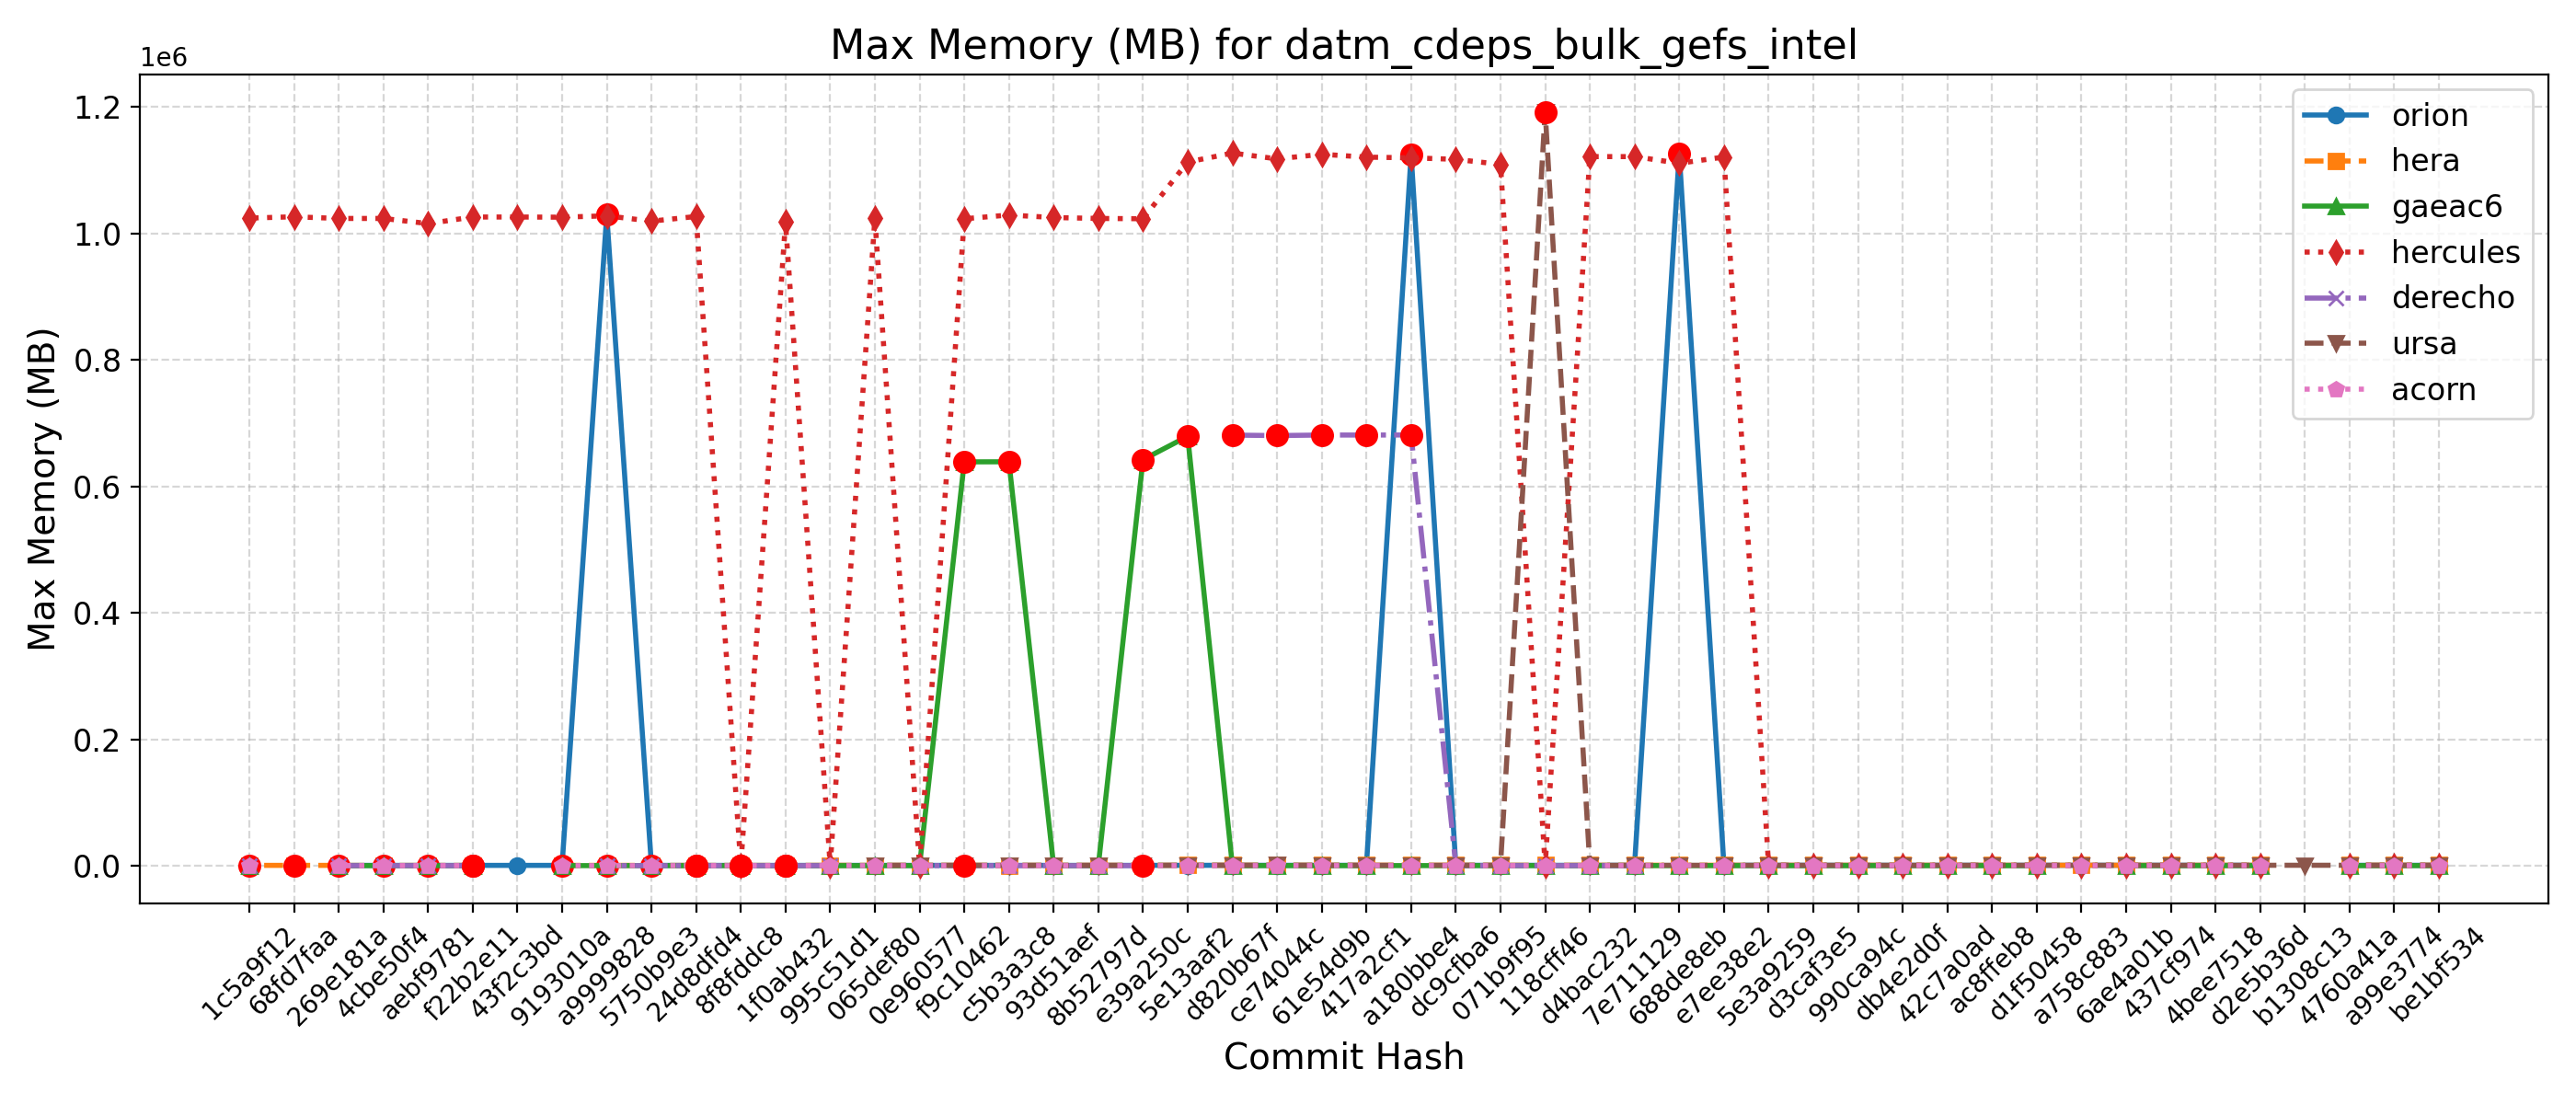 Max Memory (MB) for datm_cdeps_bulk_gefs_intel
1e6
1.2
1.0
0.8
0.6
0.4
0.2
0.0
Max Memory (MB)
orion
hera
gaeac6
hercules
derecho
ursa
acorn
1c5a9f12
68fd7faa
269e181a
4cbe50f4
aebf9781
f22b2e11
43f2c3bd
9193010a
a9999828
5750b9e3
24d8dfd4
8f8fddc8
1f0ab432
995c51d1
065def80
0e960577
f9c10462
c5b3a3c8
93d51aef
8b52797d
e39a250c
5e13aaf2
d820b67f
ce74044c
61e54d9b
417a2cf1
a180bbe4
dc9cfba6
071b9f95
118cff46
d4bac232
7e711129
688de8eb
e7ee38e2
5e3a9259
d3caf3e5
990ca94c
db4e2d0f
42c7a0ad
ac8ffeb8
d1f50458
a758c883
6ae4a01b
437cf974
4bee7518
d2e5b36d
b1308c13
4760a41a
a99e3774
be1bf534
Commit Hash